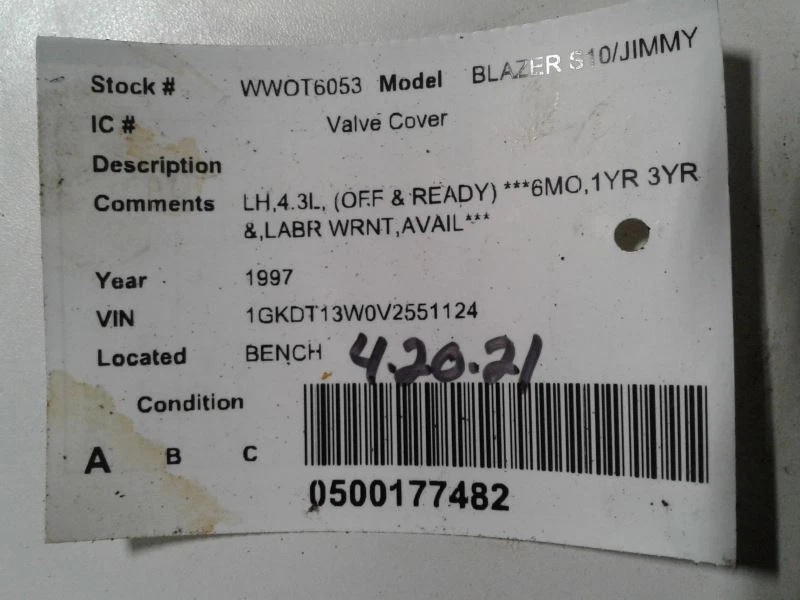 Stock # WWOT6053 Model BLAZER S10/JIMMY
IC # Valve Cover
Description
Comments LH,4.3L, (OFF & READY) ***6MO,1YR 3YR
&,LABR WRNT,AVAIL***
Year 1997
VIN 1GKDT13W0V2551124
Located BENCH 4.20.21
Condition
A B C
0500177482